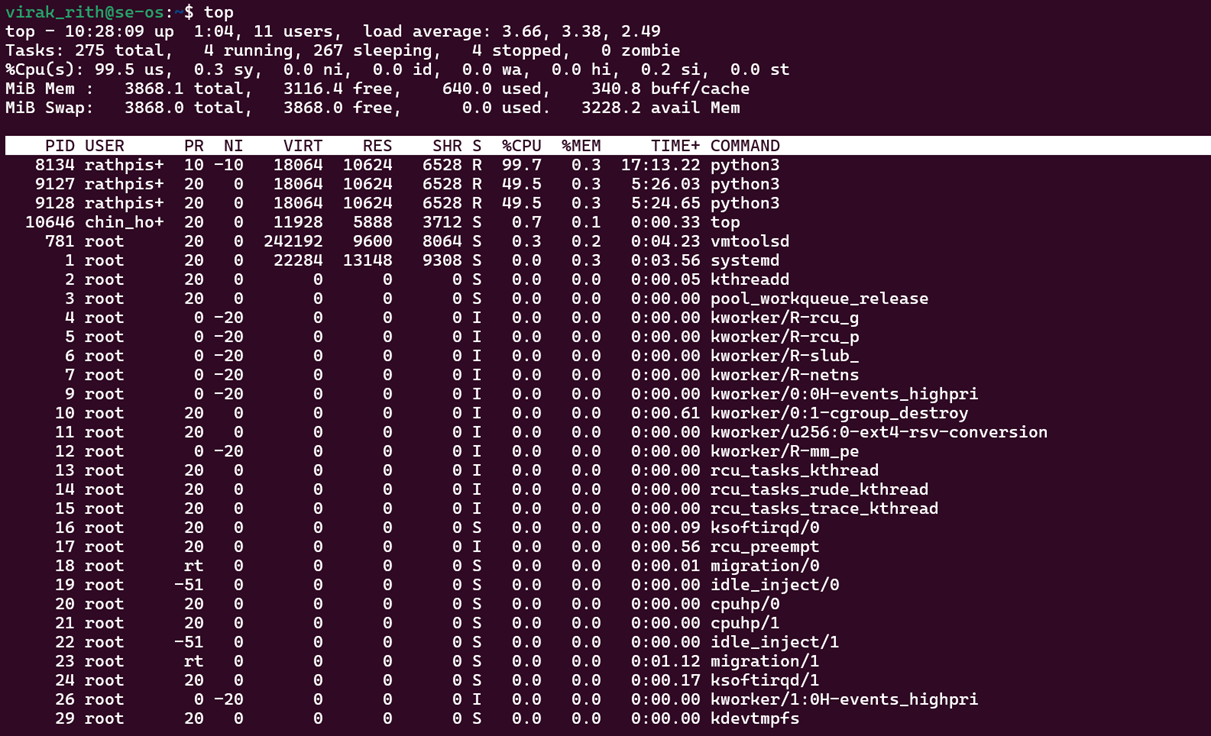 virak_rith@se-os:~$ top
top - 10:28:09 up  1:04, 11 users,  load average: 3.66, 3.38, 2.49
Tasks: 275 total,   4 running, 267 sleeping,   4 stopped,   0 zombie
%Cpu(s): 99.5 us,  0.3 sy,  0.0 ni,  0.0 id,  0.0 wa,  0.0 hi,  0.2 si,  0.0 st
MiB Mem :   3868.1 total,   3116.4 free,    640.0 used,    340.8 buff/cache
MiB Swap:   3868.0 total,   3868.0 free,      0.0 used.   3228.2 avail Mem
PID USER      PR  NI    VIRT    RES    SHR S  %CPU  %MEM     TIME+ COMMAND
8134 rathpis+  10 -10   18064  10624   6528 R  99.7   0.3  17:13.22 python3
9127 rathpis+  20   0   18064  10624   6528 R  49.5   0.3   5:26.03 python3
9128 rathpis+  20   0   18064  10624   6528 R  49.5   0.3   5:24.65 python3
10646 chin_ho+  20   0   11928   5888   3712 S   0.7   0.1   0:00.33 top
781 root      20   0  242192   9600   8064 S   0.3   0.2   0:04.23 vmtoolsd
1 root      20   0   22284  13148   9308 S   0.0   0.3   0:03.56 systemd
2 root      20   0       0      0      0 S   0.0   0.0   0:00.05 kthreadd
3 root      20   0       0      0      0 S   0.0   0.0   0:00.00 pool_workqueue_release
4 root       0 -20       0      0      0 I   0.0   0.0   0:00.00 kworker/R-rcu_g
5 root       0 -20       0      0      0 I   0.0   0.0   0:00.00 kworker/R-rcu_p
6 root       0 -20       0      0      0 I   0.0   0.0   0:00.00 kworker/R-slub_
7 root       0 -20       0      0      0 I   0.0   0.0   0:00.00 kworker/R-netns
9 root       0 -20       0      0      0 I   0.0   0.0   0:00.00 kworker/0:0H-events_highpri
10 root      20   0       0      0      0 I   0.0   0.0   0:00.61 kworker/0:1-cgroup_destroy
11 root      20   0       0      0      0 I   0.0   0.0   0:00.00 kworker/u256:0-ext4-rsv-conversion
12 root       0 -20       0      0      0 I   0.0   0.0   0:00.00 kworker/R-mm_pe
13 root      20   0       0      0      0 I   0.0   0.0   0:00.00 rcu_tasks_kthread
14 root      20   0       0      0      0 I   0.0   0.0   0:00.00 rcu_tasks_rude_kthread
15 root      20   0       0      0      0 I   0.0   0.0   0:00.00 rcu_tasks_trace_kthread
16 root      20   0       0      0      0 S   0.0   0.0   0:00.09 ksoftirqd/0
17 root      20   0       0      0      0 I   0.0   0.0   0:00.56 rcu_preempt
18 root      rt   0       0      0      0 S   0.0   0.0   0:00.01 migration/0
19 root     -51   0       0      0      0 S   0.0   0.0   0:00.00 idle_inject/0
20 root      20   0       0      0      0 S   0.0   0.0   0:00.00 cpuhp/0
21 root      20   0       0      0      0 S   0.0   0.0   0:00.00 cpuhp/1
22 root     -51   0       0      0      0 S   0.0   0.0   0:00.00 idle_inject/1
23 root      rt   0       0      0      0 S   0.0   0.0   0:01.12 migration/1
24 root      20   0       0      0      0 S   0.0   0.0   0:00.17 ksoftirqd/1
26 root       0 -20       0      0      0 I   0.0   0.0   0:00.00 kworker/1:0H-events_highpri
29 root      20   0       0      0      0 S   0.0   0.0   0:00.00 kdevtmpfs